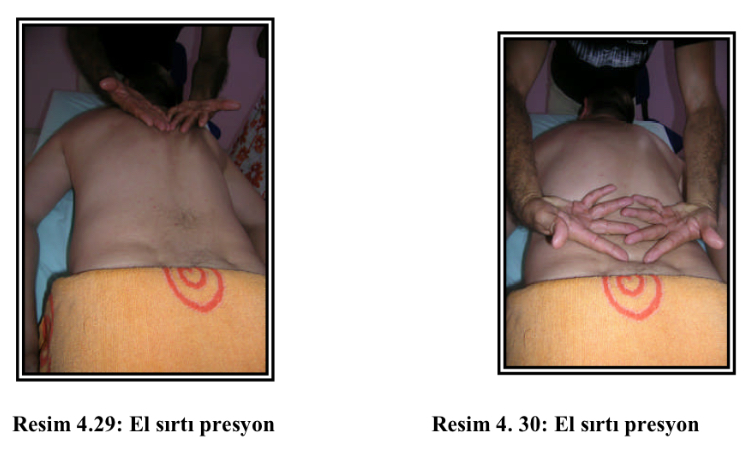 Resim 4.29: El sırtı presyon
Resim 4. 30: El sırtı presyon